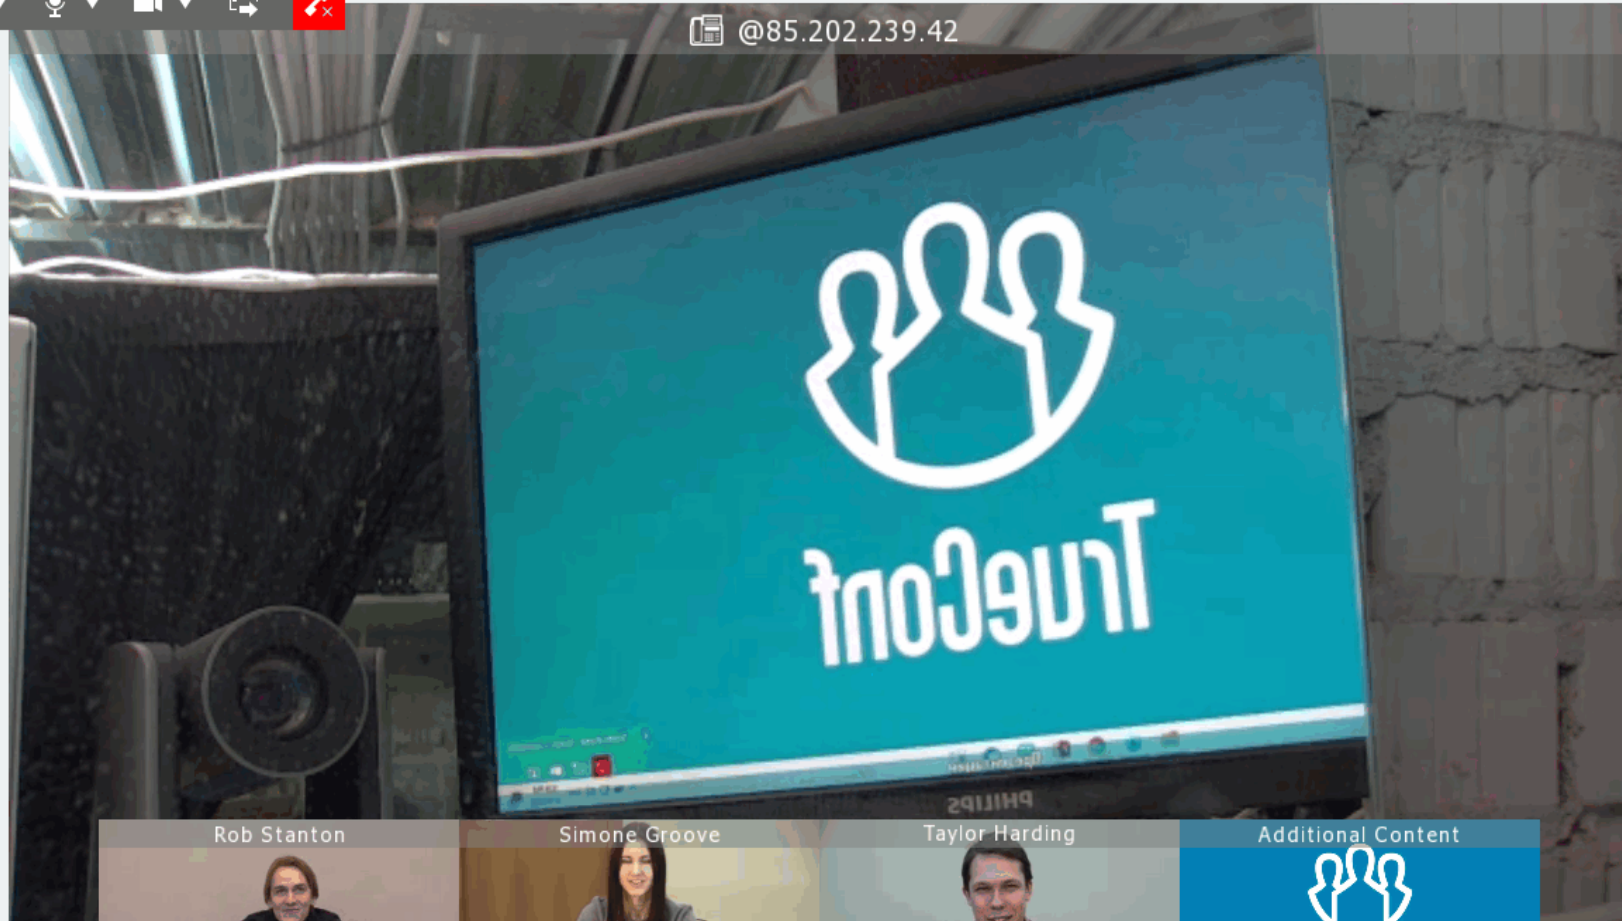 @85.202.239.42
TrueConf
PHILIPS
Rob Stanton
Simone Groove
Taylor Harding
Additional Content